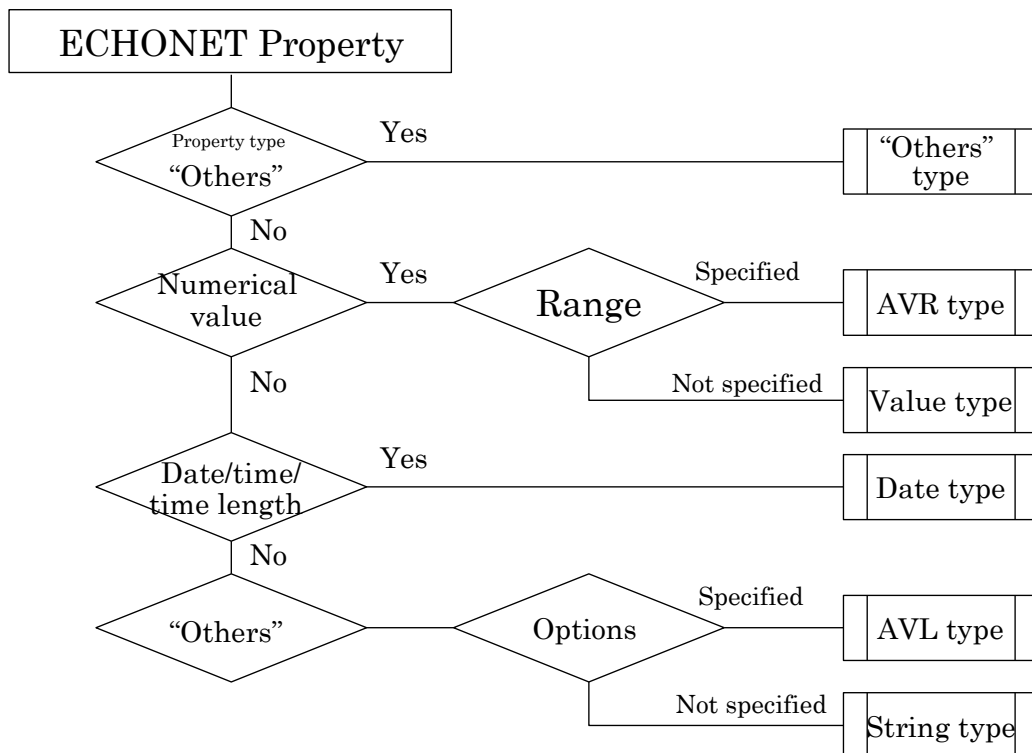 ECHONET Property
Property type
“Others”
Yes
“Others”
type
No
Numerical
value
Yes
Range
Specified
AVR type
Not specified
Value type
No
Date/time/
time length
Yes
Date type
No
“Others”
Options
Specified
AVL type
Not specified
String type